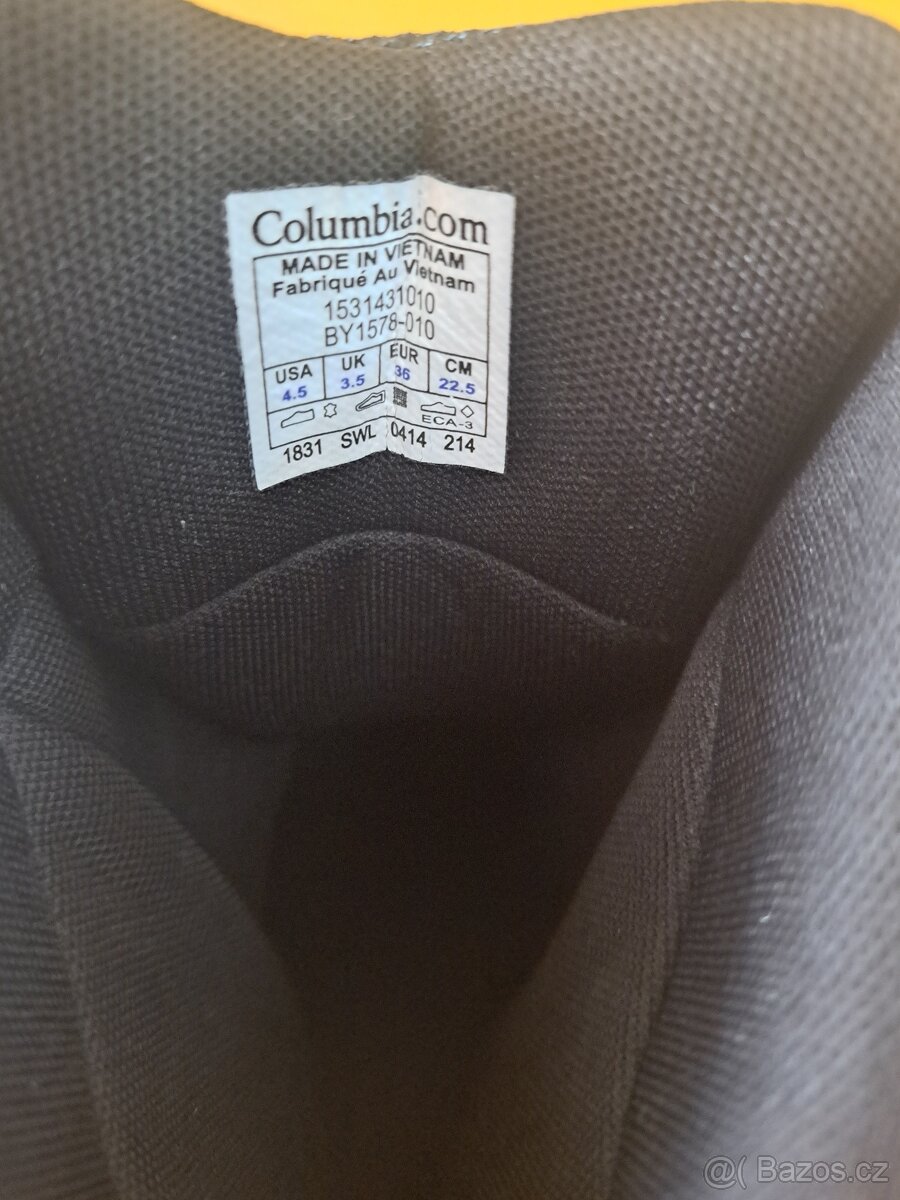 Columbia.com
MADE IN VIETNAM
Fabriqué Au Vietnam
1531431010
BY1578-010
USA UK EUR CM
4.5 3.5 36 22.5
ECA-3
1831 SWL 0414 214
@( Bazos.cz